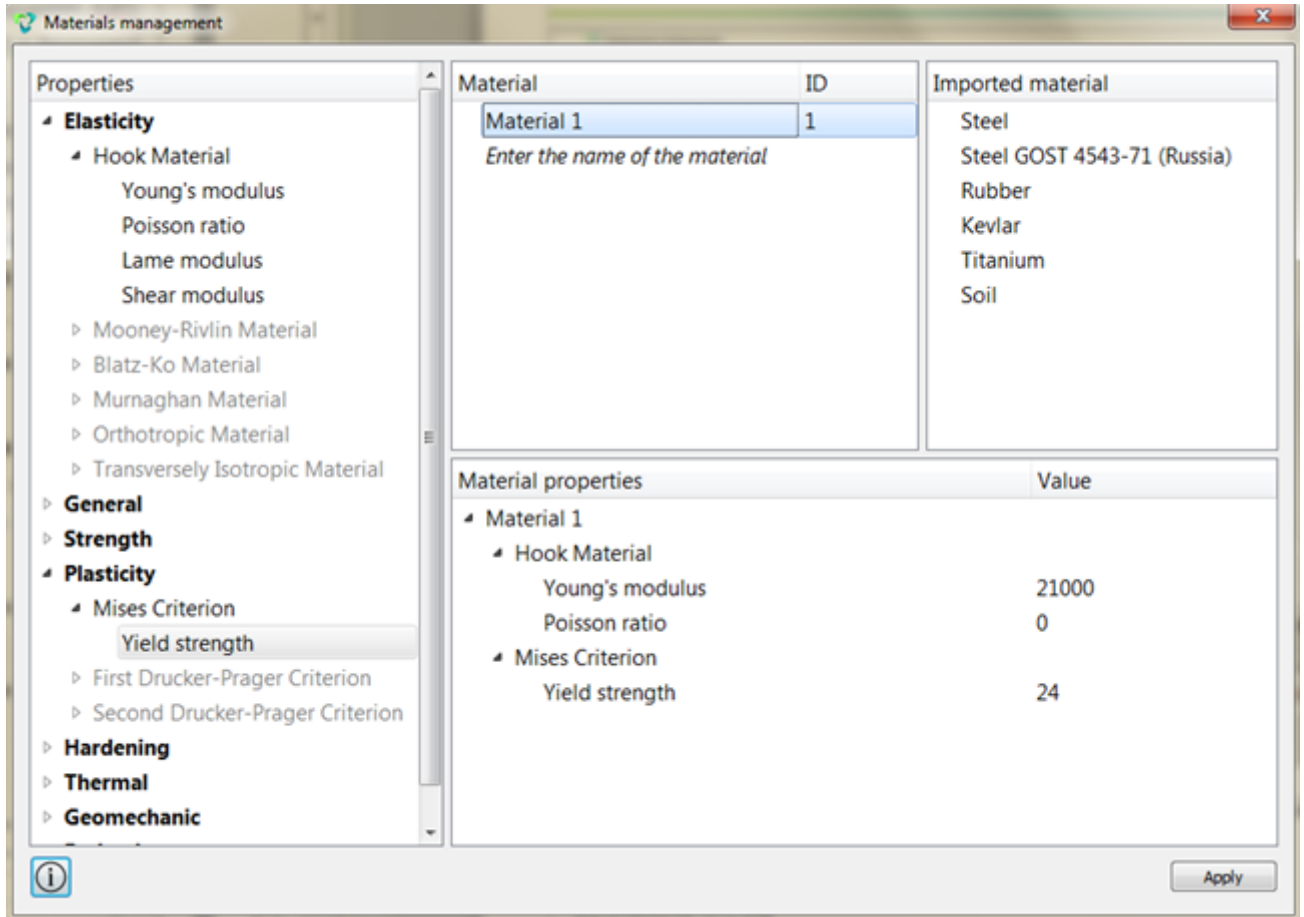 Materials management
Properties
Elasticity
Hook Material
Young's modulus
Poisson ratio
Lame modulus
Shear modulus
Mooney-Rivlin Material
Blatz-Ko Material
Murnaghan Material
Orthotropic Material
Transversely Isotropic Material
General
Strength
Plasticity
Mises Criterion
Yield strength
First Drucker-Prager Criterion
Second Drucker-Prager Criterion
Hardening
Thermal
Geomechanic
Material ID
Material 1 1
Enter the name of the material
Imported material
Steel
Steel GOST 4543-71 (Russia)
Rubber
Kevlar
Titanium
Soil
Material properties Value
Material 1
Hook Material
Young's modulus 21000
Poisson ratio 0
Mises Criterion
Yield strength 24
Apply